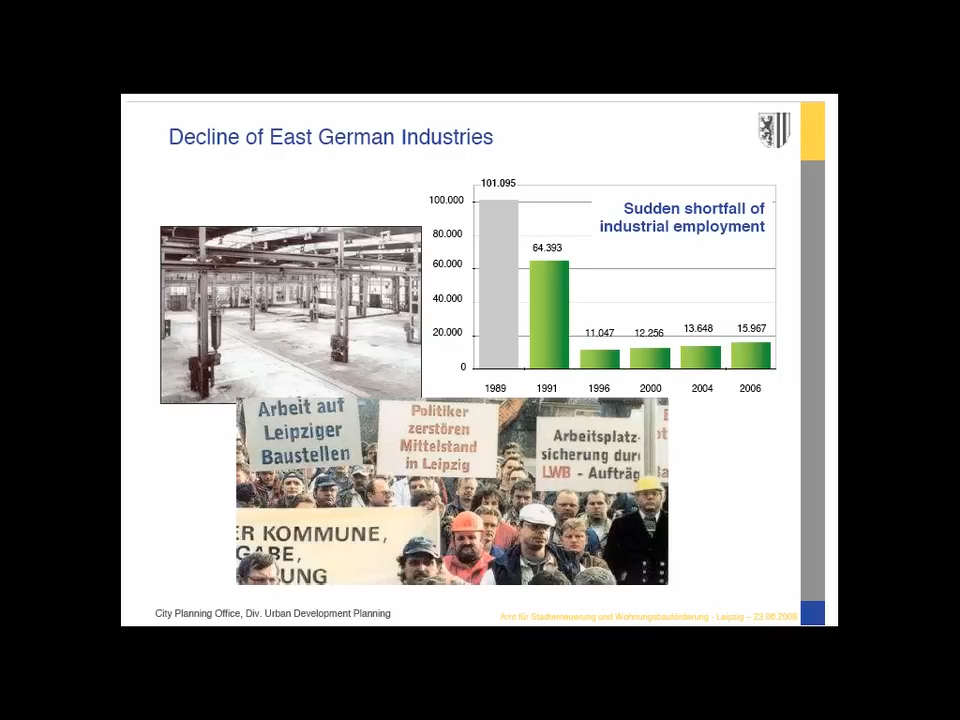 Decline of East German Industries
101.095
100.000
80.000
60.000
40.000
20.000
0
Sudden shortfall of
industrial employment
64.393
11.047
12.256
13.648
15.967
1989
1991
1996
2000
2004
2006
Arbeit auf
Leipziger
Baustellen
Politiker
zerstören
Mittelstand
in Leipzig
Arbeitsplatz-
sicherung dur
LWB - Aufträg
ER KOMMUNE,
GABE,
UNG
City Planning Office, Div. Urban Development Planning
Amt für Stadterneuerung und Wohnungsbauförderung - Leipzig – 23.06.2008